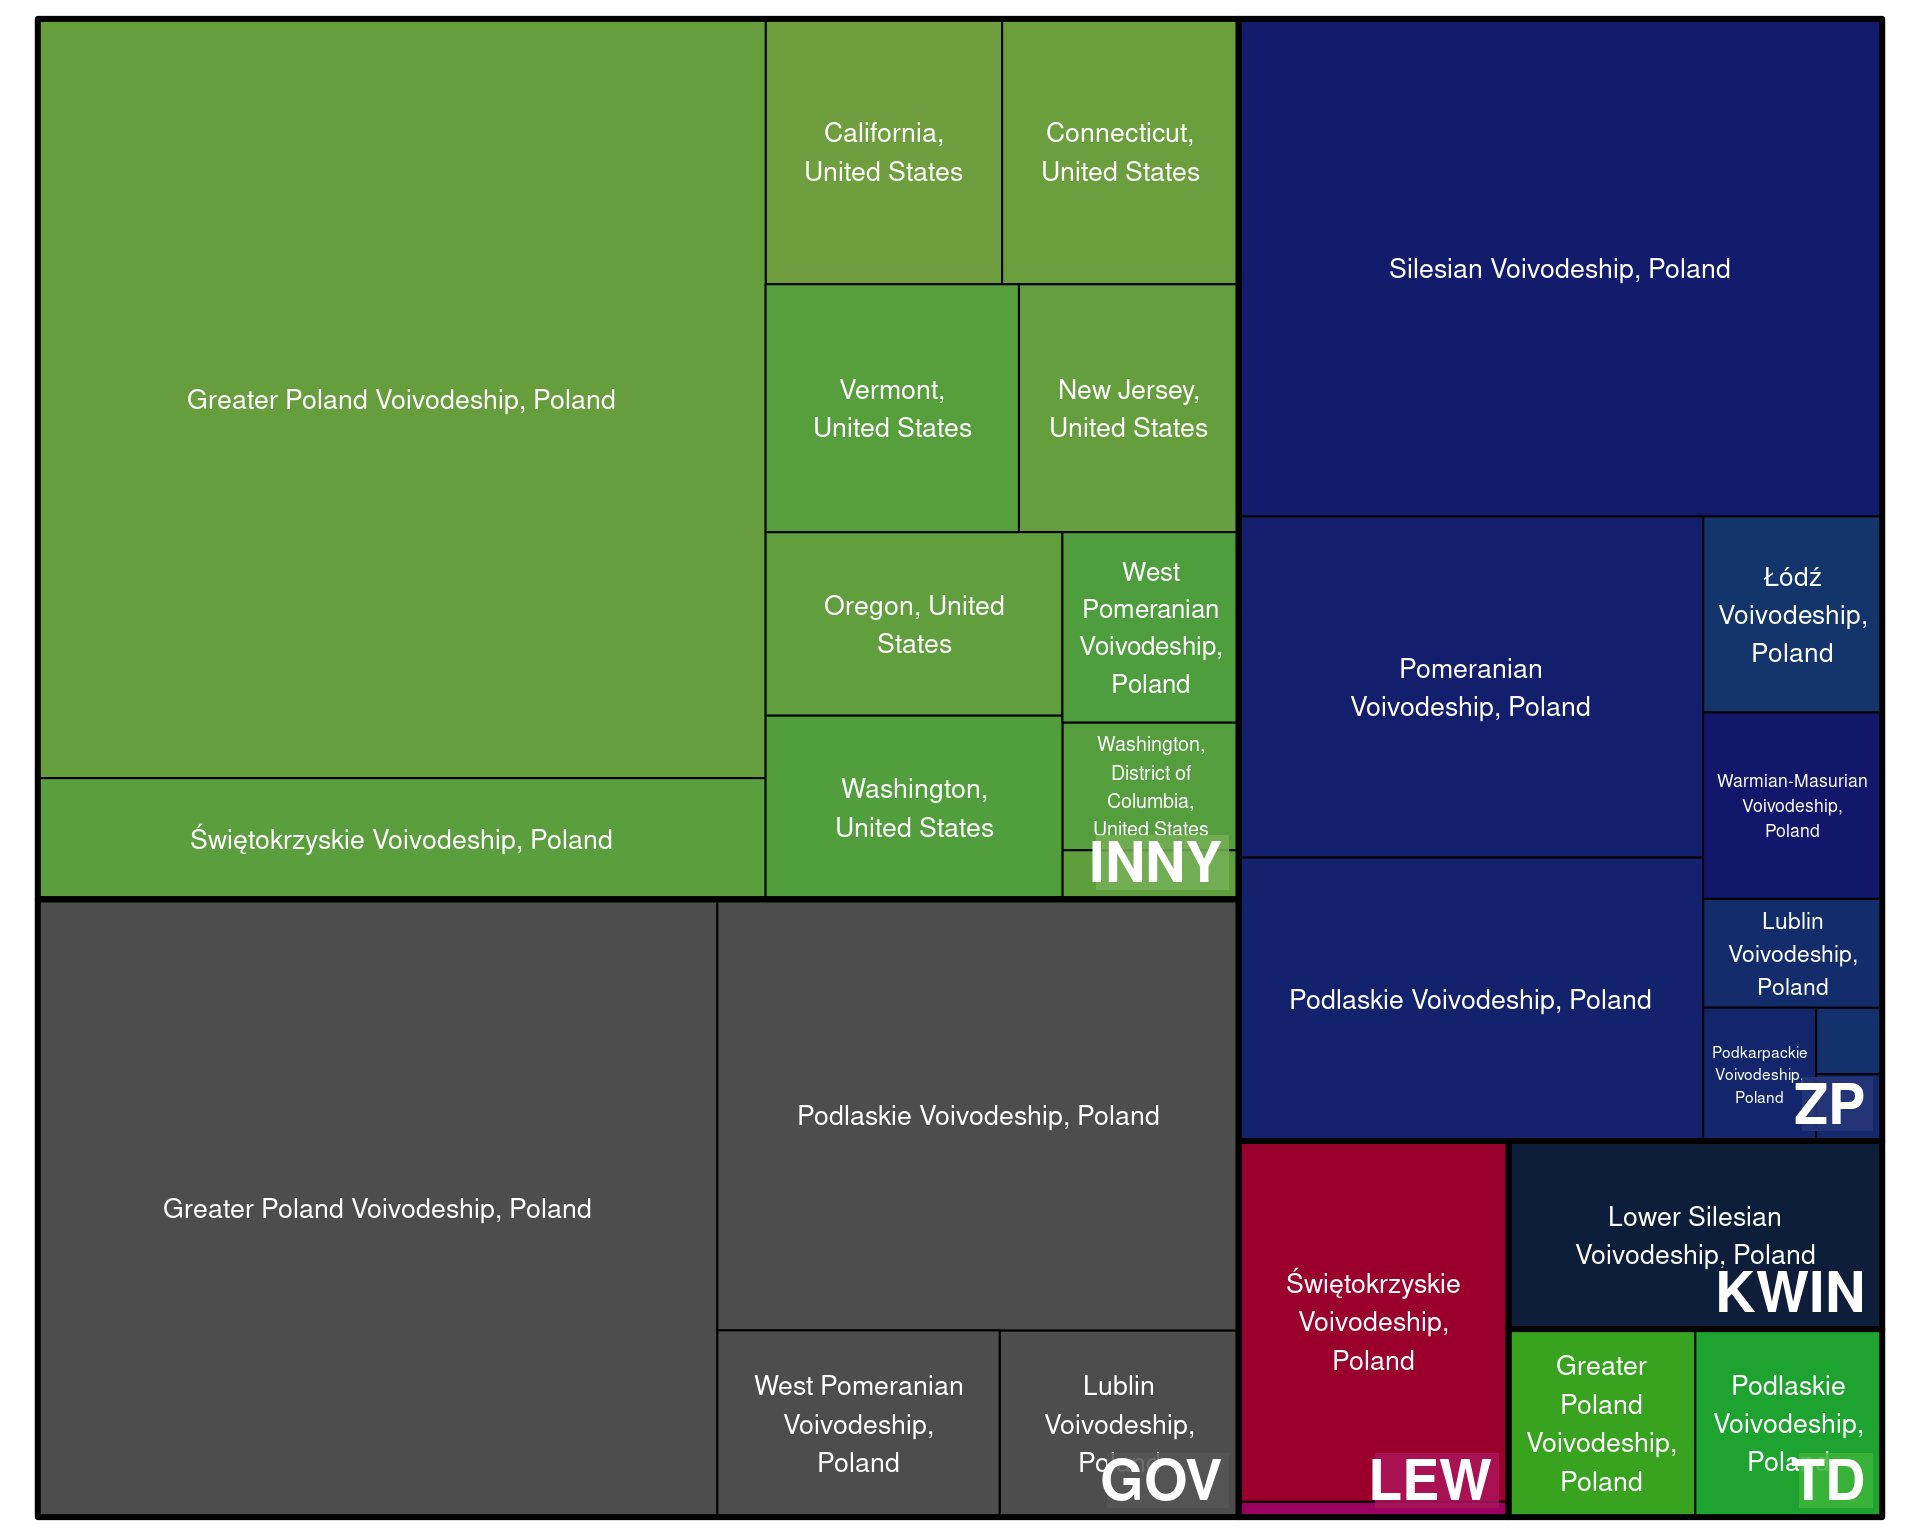 Greater Poland Voivodeship, Poland
Świętokrzyskie Voivodeship, Poland
California,
United States
Connecticut,
United States
Vermont,
United States
New Jersey,
United States
Oregon, United
States
West
Pomeranian
Voivodeship,
Poland
Washington,
United States
Washington,
District of
Columbia,
United States
INNY
Greater Poland Voivodeship, Poland
Podlaskie Voivodeship, Poland
West Pomeranian
Voivodeship,
Poland
Lublin
Voivodeship,
Poland
GOV
Silesian Voivodeship, Poland
Pomeranian
Voivodeship, Poland
Podlaskie Voivodeship, Poland
Łódź
Voivodeship,
Poland
Warmian-Masurian
Voivodeship,
Poland
Lublin
Voivodeship,
Poland
Podkarpackie
Voivodeship,
Poland
ZP
Świętokrzyskie
Voivodeship,
Poland
LEW
Lower Silesian
Voivodeship, Poland
KWIN
Greater
Poland
Voivodeship,
Poland
Podlaskie
Voivodeship,
Poland
TD